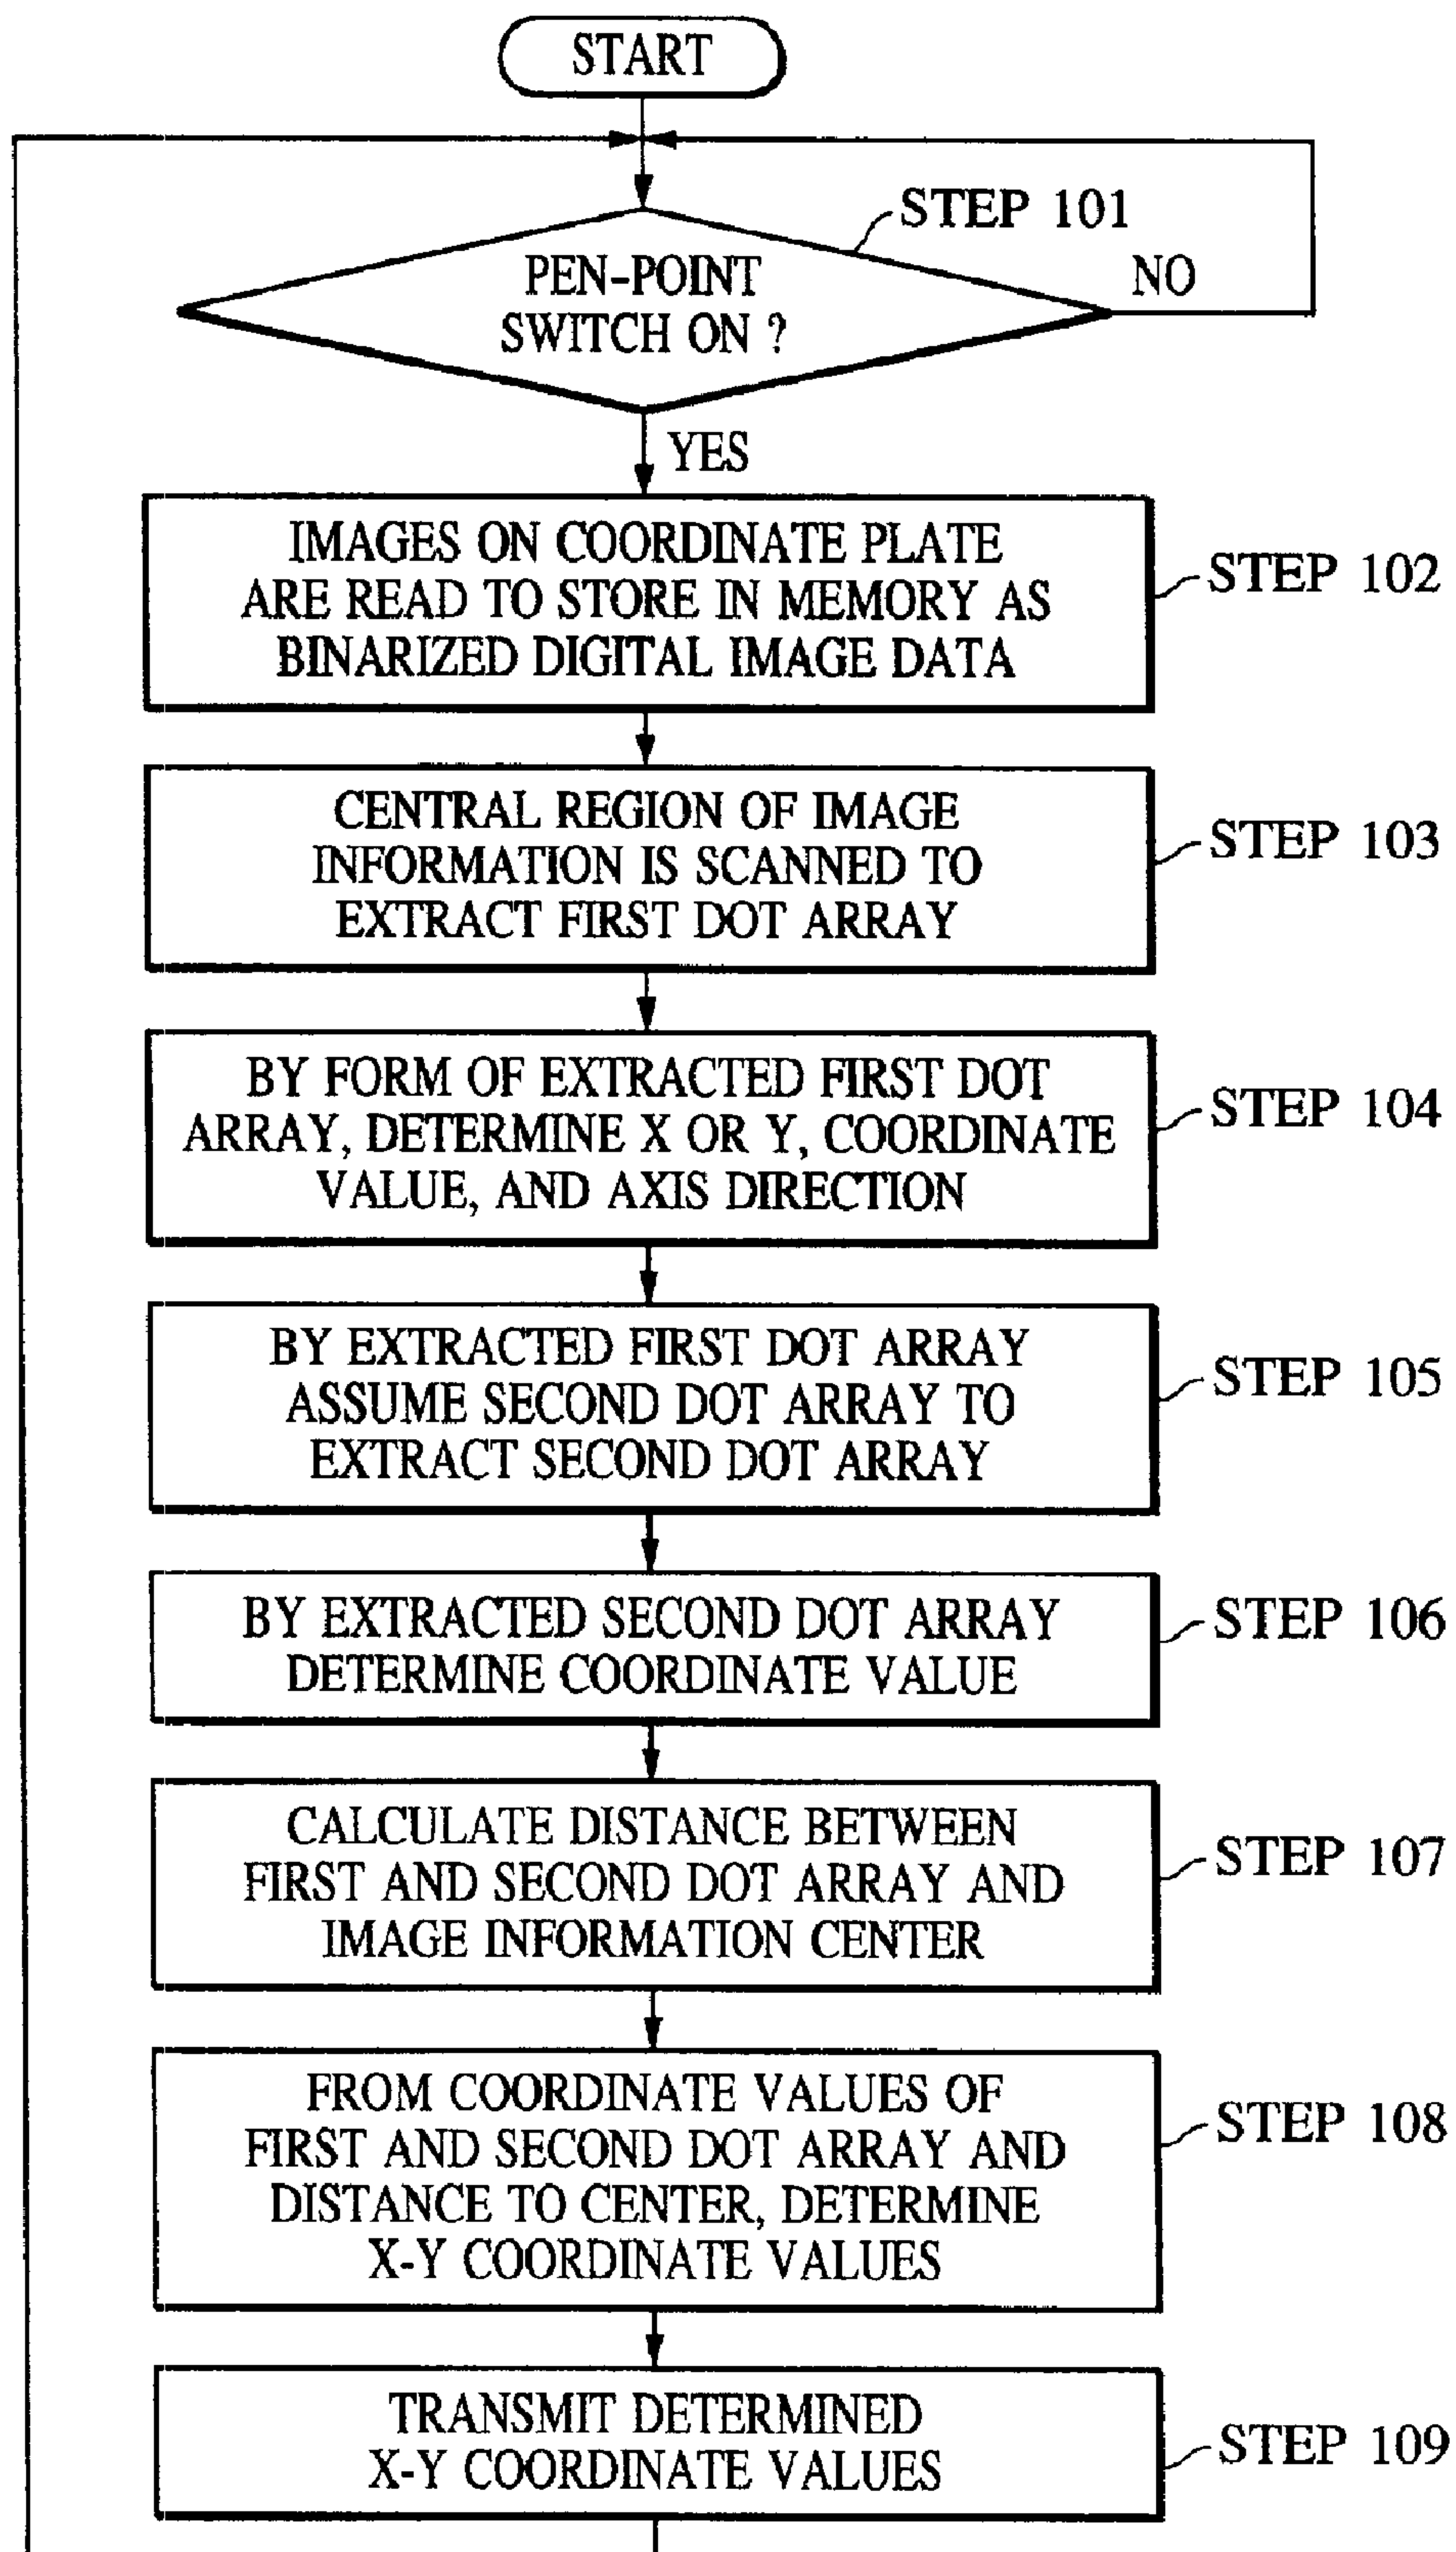 START
STEP 101
PEN-POINT
SWITCH ON ?
NO
YES
IMAGES ON COORDINATE PLATE
ARE READ TO STORE IN MEMORY AS
BINARIZED DIGITAL IMAGE DATA
STEP 102
CENTRAL REGION OF IMAGE
INFORMATION IS SCANNED TO
EXTRACT FIRST DOT ARRAY
STEP 103
BY FORM OF EXTRACTED FIRST DOT
ARRAY, DETERMINE X OR Y, COORDINATE
VALUE, AND AXIS DIRECTION
STEP 104
BY EXTRACTED FIRST DOT ARRAY
ASSUME SECOND DOT ARRAY TO
EXTRACT SECOND DOT ARRAY
STEP 105
BY EXTRACTED SECOND DOT ARRAY
DETERMINE COORDINATE VALUE
STEP 106
CALCULATE DISTANCE BETWEEN
FIRST AND SECOND DOT ARRAY AND
IMAGE INFORMATION CENTER
STEP 107
FROM COORDINATE VALUES OF
FIRST AND SECOND DOT ARRAY AND
DISTANCE TO CENTER, DETERMINE
X-Y COORDINATE VALUES
STEP 108
TRANSMIT DETERMINED
X-Y COORDINATE VALUES
STEP 109